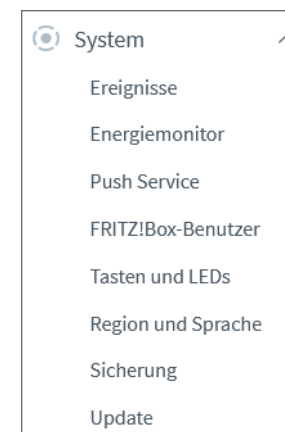 System
Ereignisse
Energiemonitor
Push Service
FRITZ!Box-Benutzer
Tasten und LEDs
Region und Sprache
Sicherung
Update